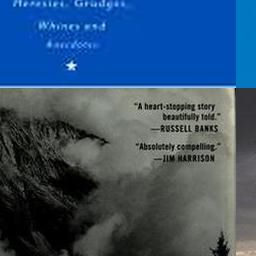 Heresies, Grudges,
Whines and
Anecdotes
"A heart-stopping story
beautifully told."
—RUSSELL BANKS
"Absolutely compelling."
—JIM HARRISON